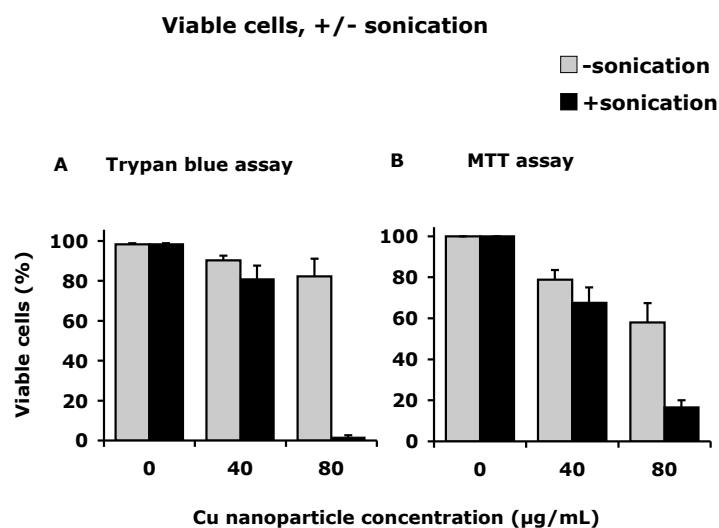 Viable cells, +/- sonication
-sonication
+sonication
A Trypan blue assay
B MTT assay
Viable cells (%)
100
80
60
40
20
0
0 40 80
100
80
60
40
20
0
0 40 80
Cu nanoparticle concentration (µg/mL)